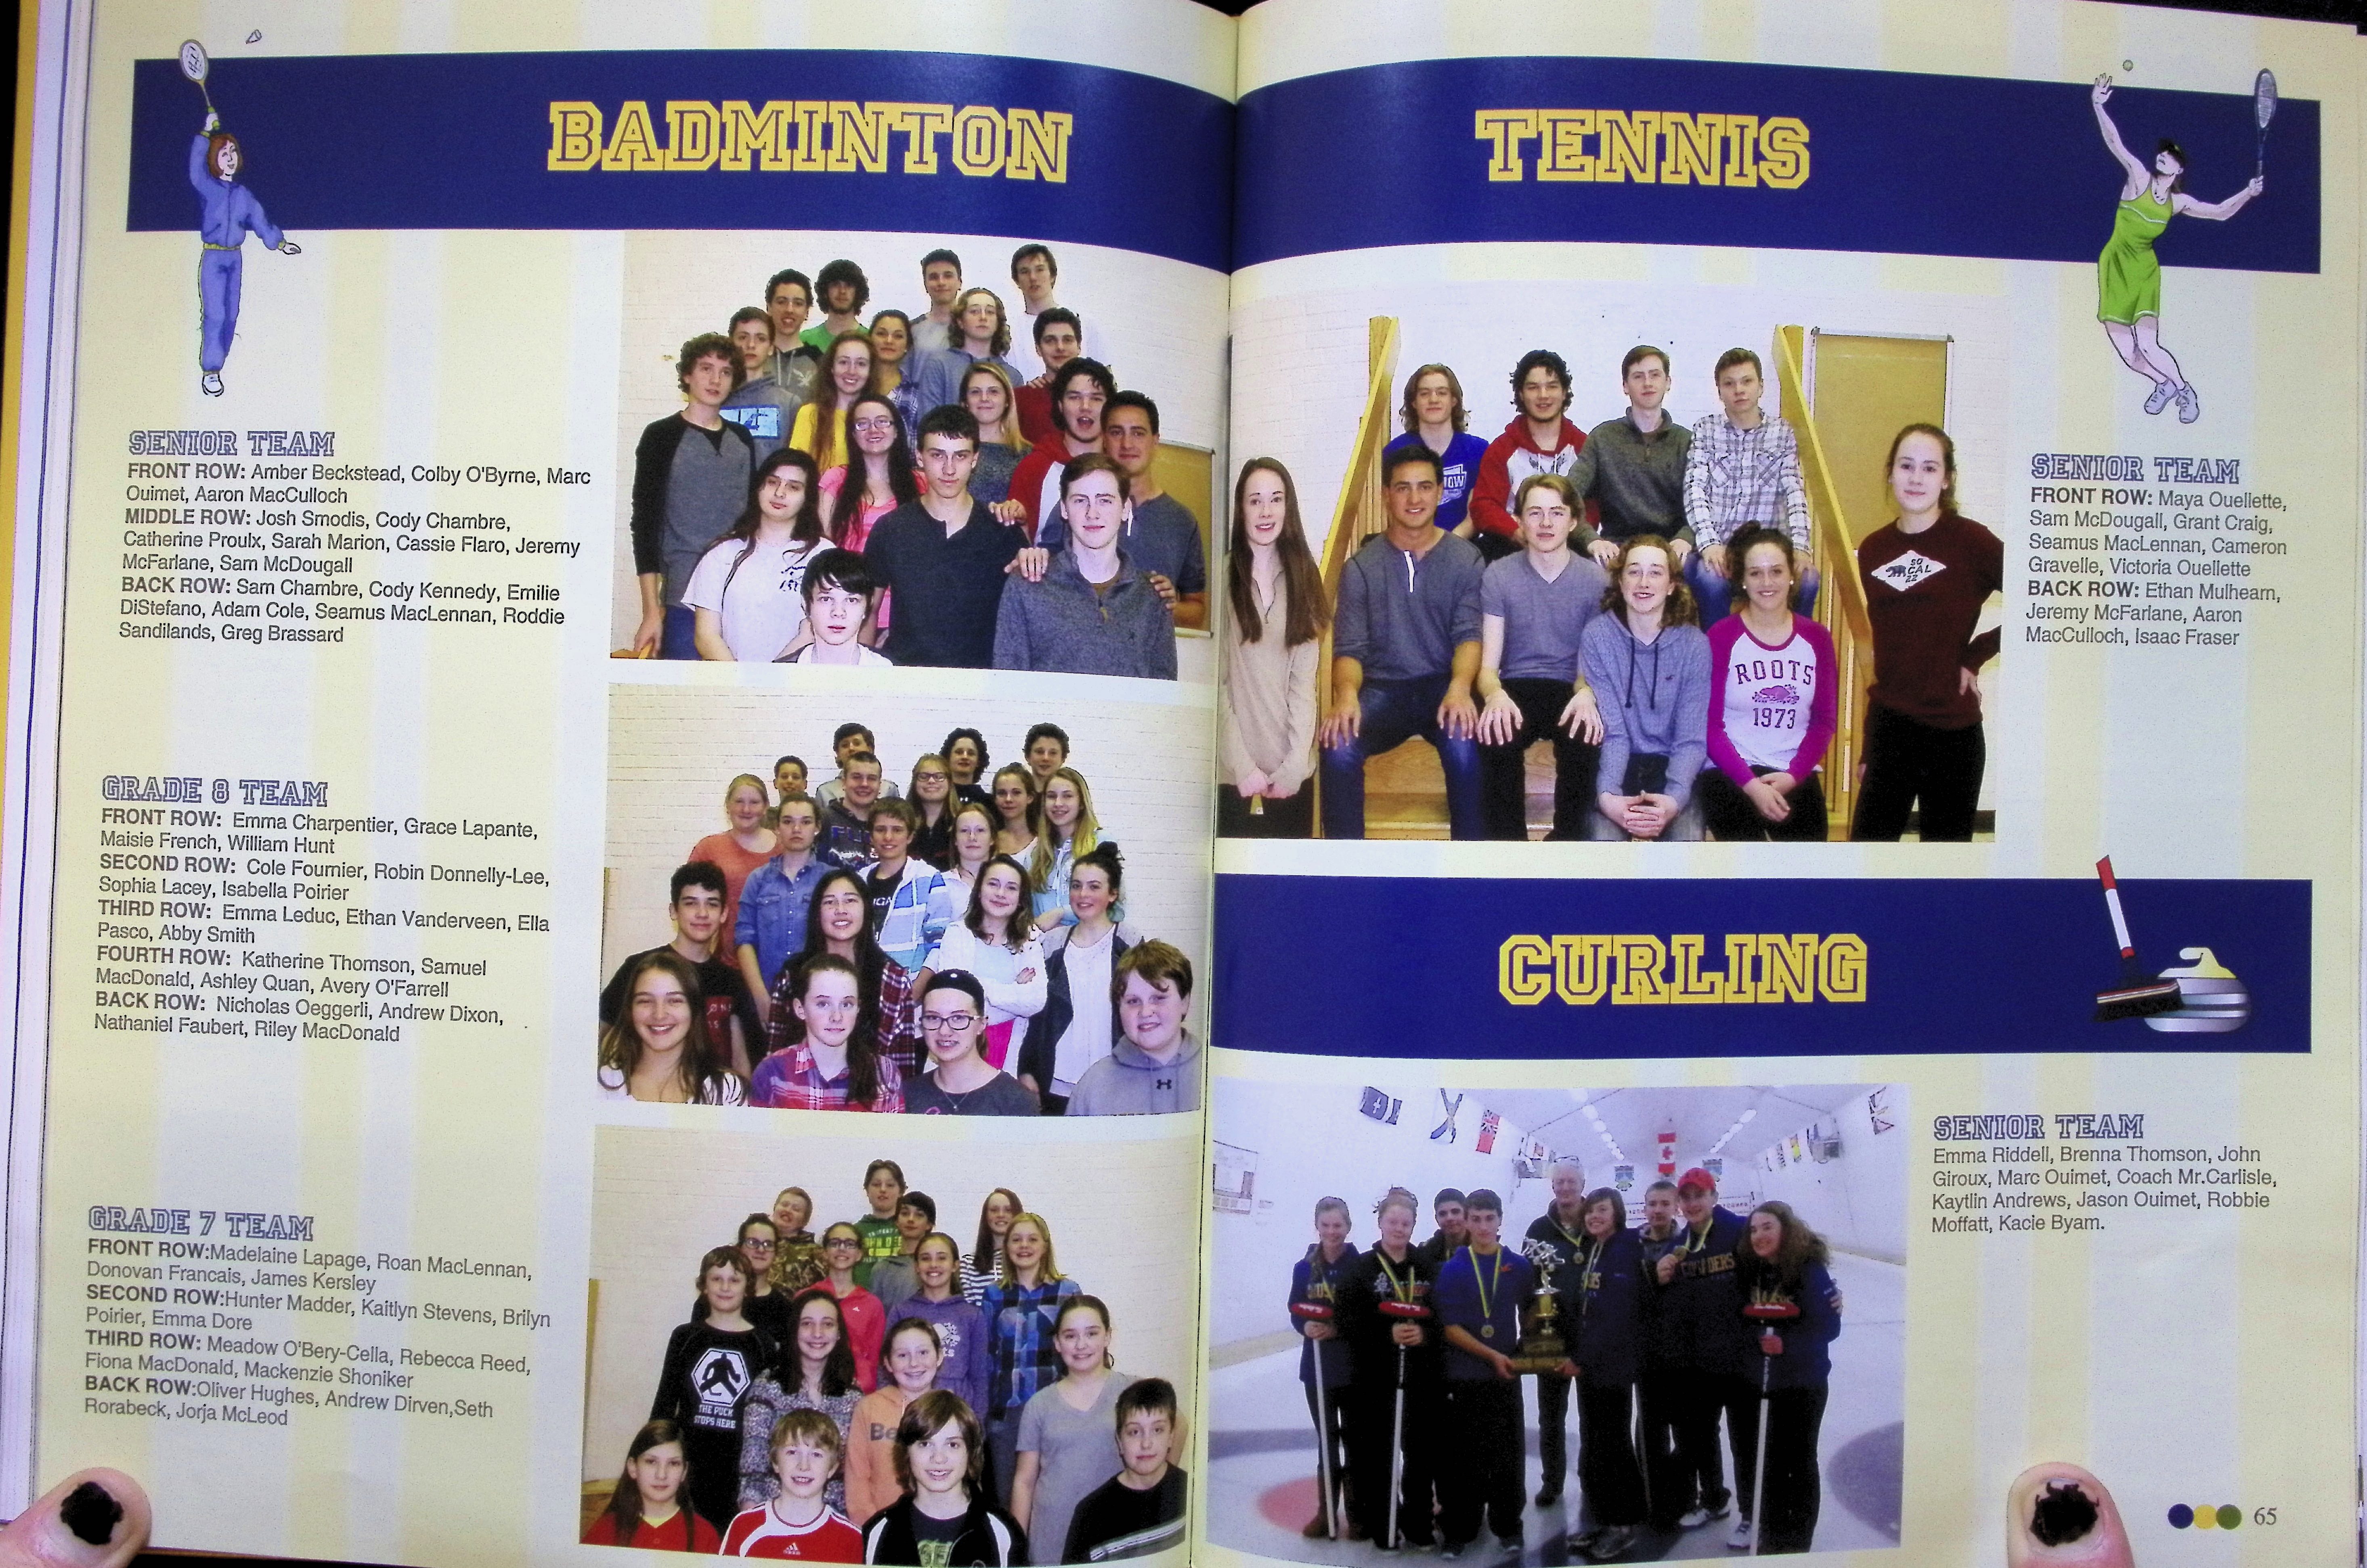 BADMINTON
SENIOR TEAM
FRONT ROW: Amber Beckstead, Colby O'Byrne, Marc
Ouimet, Aaron MacCulloch
MIDDLE ROW: Josh Smodis, Cody Chambre,
Catherine Proulx, Sarah Marion, Cassie Flaro, Jeremy
McFarlane, Sam McDougall
BACK ROW: Sam Chambre, Cody Kennedy, Emilie
DiStefano, Adam Cole, Seamus MacLennan, Roddie
Sandilands, Greg Brassard
GRADE 8 TEAM
FRONT ROW: Emma Charpentier, Grace Lapante,
Maisie French, William Hunt
SECOND ROW: Cole Fournier, Robin Donnelly-Lee,
Sophia Lacey, Isabella Poirier
THIRD ROW: Emma Leduc, Ethan Vanderveen, Ella
Pasco, Abby Smith
FOURTH ROW: Katherine Thomson, Samuel
MacDonald, Ashley Quan, Avery O'Farrell
BACK ROW: Nicholas Oeggerli, Andrew Dixon,
Nathaniel Faubert, Riley MacDonald
GRADE 7 TEAM
FRONT ROW:Madelaine Lapage, Roan MacLennan,
Donovan Francais, James Kersley
SECOND ROW:Hunter Madder, Kaitlyn Stevens, Brilyn
Poirier, Emma Dore
THIRD ROW: Meadow O'Bery-Cella, Rebecca Reed,
Fiona MacDonald, Mackenzie Shoniker
BACK ROW:Oliver Hughes, Andrew Dirven,Seth
Rorabeck, Jorja McLeod
THE PUCK
STOPS HERE
Be
adidas
TENNIS
SENIOR TEAM
FRONT ROW: Maya Ouellette,
Sam McDougall, Grant Craig,
Seamus MacLennan, Cameron
Gravelle, Victoria Ouellette
BACK ROW: Ethan Mulhearn,
Jeremy McFarlane, Aaron
MacCulloch, Isaac Fraser
SO
CAL
22
ROOTS
1973
CURLING
SENIOR TEAM
Emma Riddell, Brenna Thomson, John
Giroux, Marc Ouimet, Coach Mr.Carlisle,
Kaytlin Andrews, Jason Ouimet, Robbie
Moffatt, Kacie Byam.
65